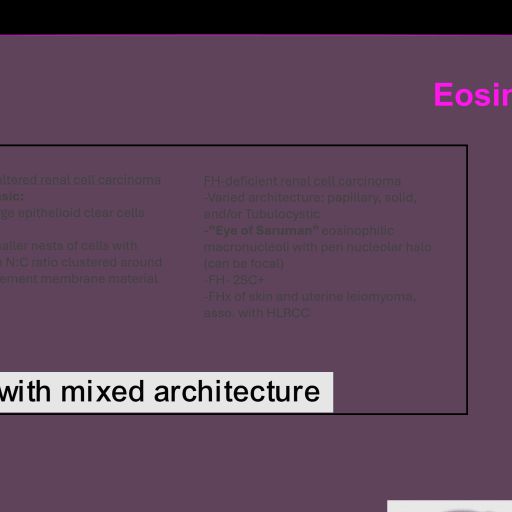 Eosin
altered renal cell carcinoma
sic:
ge epithelioid clear cells
aller nests of cells with
N:C ratio clustered around
ement membrane material
FH-deficient renal cell carcinoma
-Varied architecture: papillary, solid,
and/or Tubulocystic
-"Eye of Saruman" eosinophilic
macronucleoli with peri nucleolar halo
(can be focal)
-FH- 2SC+
-FHx of skin and uterine leiomyoma,
asso. with HLRCC
with mixed architecture